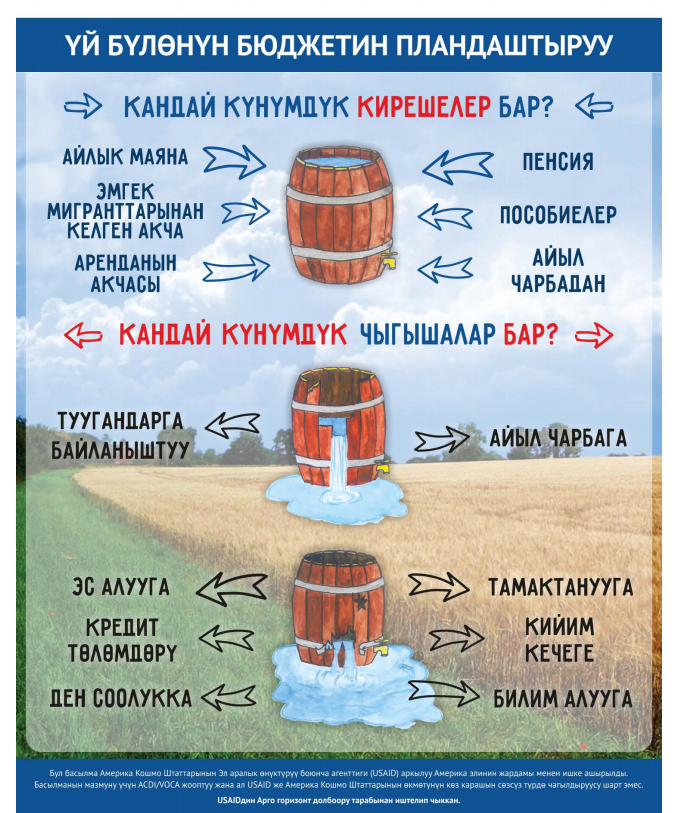 ҮЙ БҮЛӨНҮН БЮДЖЕТИН ПЛАНДАШТЫРУУ
КАНДАЙ КҮНҮМДҮК КИРЕШЕЛЕР БАР?
АЙЛЫК МАЯНА
ПЕНСИЯ
ЭМГЕК
МИГРАНТТАРЫНАН
КЕЛГЕН АКЧА
ПОСОБИЕЛЕР
АРЕНДАНЫН
АКЧАСЫ
АЙЫЛ
ЧАРБАДАН
КАНДАЙ КҮНҮМДҮК ЧЫГЫШАЛАР БАР?
ТУУГАНДАРГА
БАЙЛАНЫШТУУ
АЙЫЛ ЧАРБАГА
ЭС АЛУУГА
ТАМАКТАНУУГА
КРЕДИТ
ТӨЛӨМДӨРҮ
КИЙИМ
КЕЧЕГЕ
ДЕН СООЛУККА
БИЛИМ АЛУУГА
Бул басылма Америка Кошмо Штаттарынын Эл аралык өнүктүрүү боюнча агенттиги (USAID) аркылуу Америка элинин жардамы менен ишке ашырылды.
Басылманын мазмуну үчүн ACDI/VOCA жооптуу жана ал USAID же Америка Кошмо Штаттарынын өкмөтүнүн көз карашын сөзсүз түрдө чагылдыруусу шарт эмес.
USAIDдин Агро горизонт долбоору тарабынан иштелип чыккан.